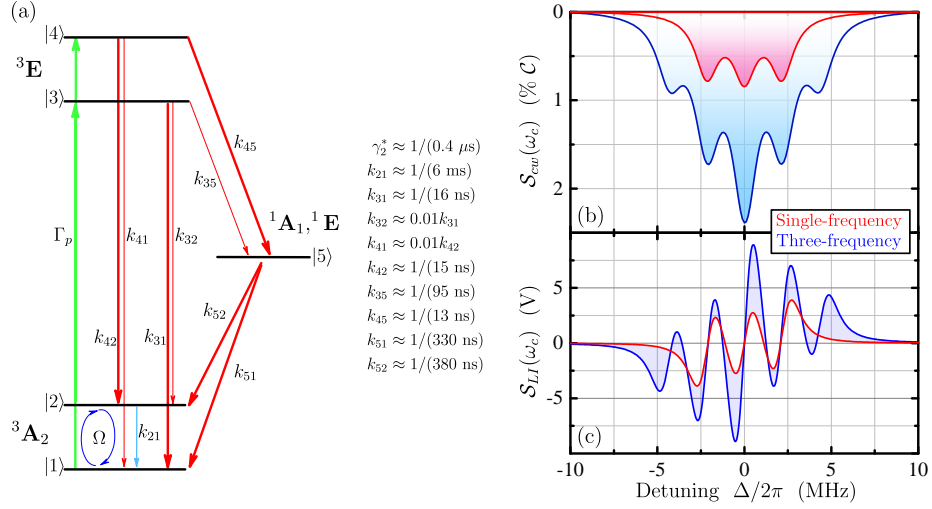 (a)
|4⟩
³E
|3⟩
k₄₅
k₃₅
Γₚ
k₄₁
k₃₂
¹A₁,¹E
|5⟩
k₄₂
k₃₁
k₅₂
k₅₁
|2⟩
³A₂
Ω
k₂₁
|1⟩
γ₂* ≈ 1/(0.4 μs)
k₂₁ ≈ 1/(6 ms)
k₃₁ ≈ 1/(16 ns)
k₃₂ ≈ 0.01k₃₁
k₄₁ ≈ 0.01k₄₂
k₄₂ ≈ 1/(15 ns)
k₃₅ ≈ 1/(95 ns)
k₄₅ ≈ 1/(13 ns)
k₅₁ ≈ 1/(330 ns)
k₅₂ ≈ 1/(380 ns)
0
1
2
𝒮_cw(ω_c) (% 𝒞)
(b)
Single-frequency
Three-frequency
5
0
-5
𝒮_LI(ω_c) (V)
(c)
-10 -5 0 5 10
Detuning Δ/2π (MHz)